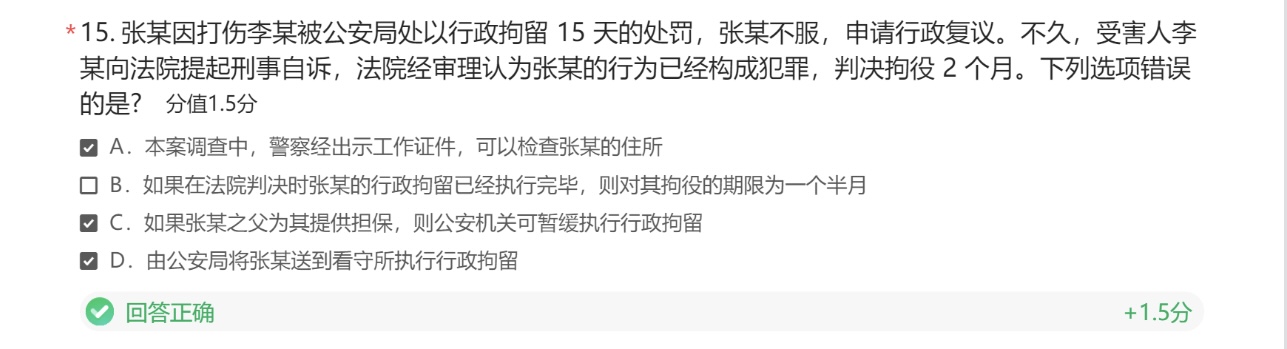 *15. 张某因打伤李某被公安局处以行政拘留 15 天的处罚，张某不服，申请行政复议。不久，受害人李
某向法院提起刑事自诉，法院经审理认为张某的行为已经构成犯罪，判决拘役 2 个月。下列选项错误
的是？ 分值1.5分
A．本案调查中，警察经出示工作证件，可以检查张某的住所
B．如果在法院判决时张某的行政拘留已经执行完毕，则对其拘役的期限为一个半月
C．如果张某之父为其提供担保，则公安机关可暂缓执行行政拘留
D．由公安局将张某送到看守所执行行政拘留
回答正确 +1.5分